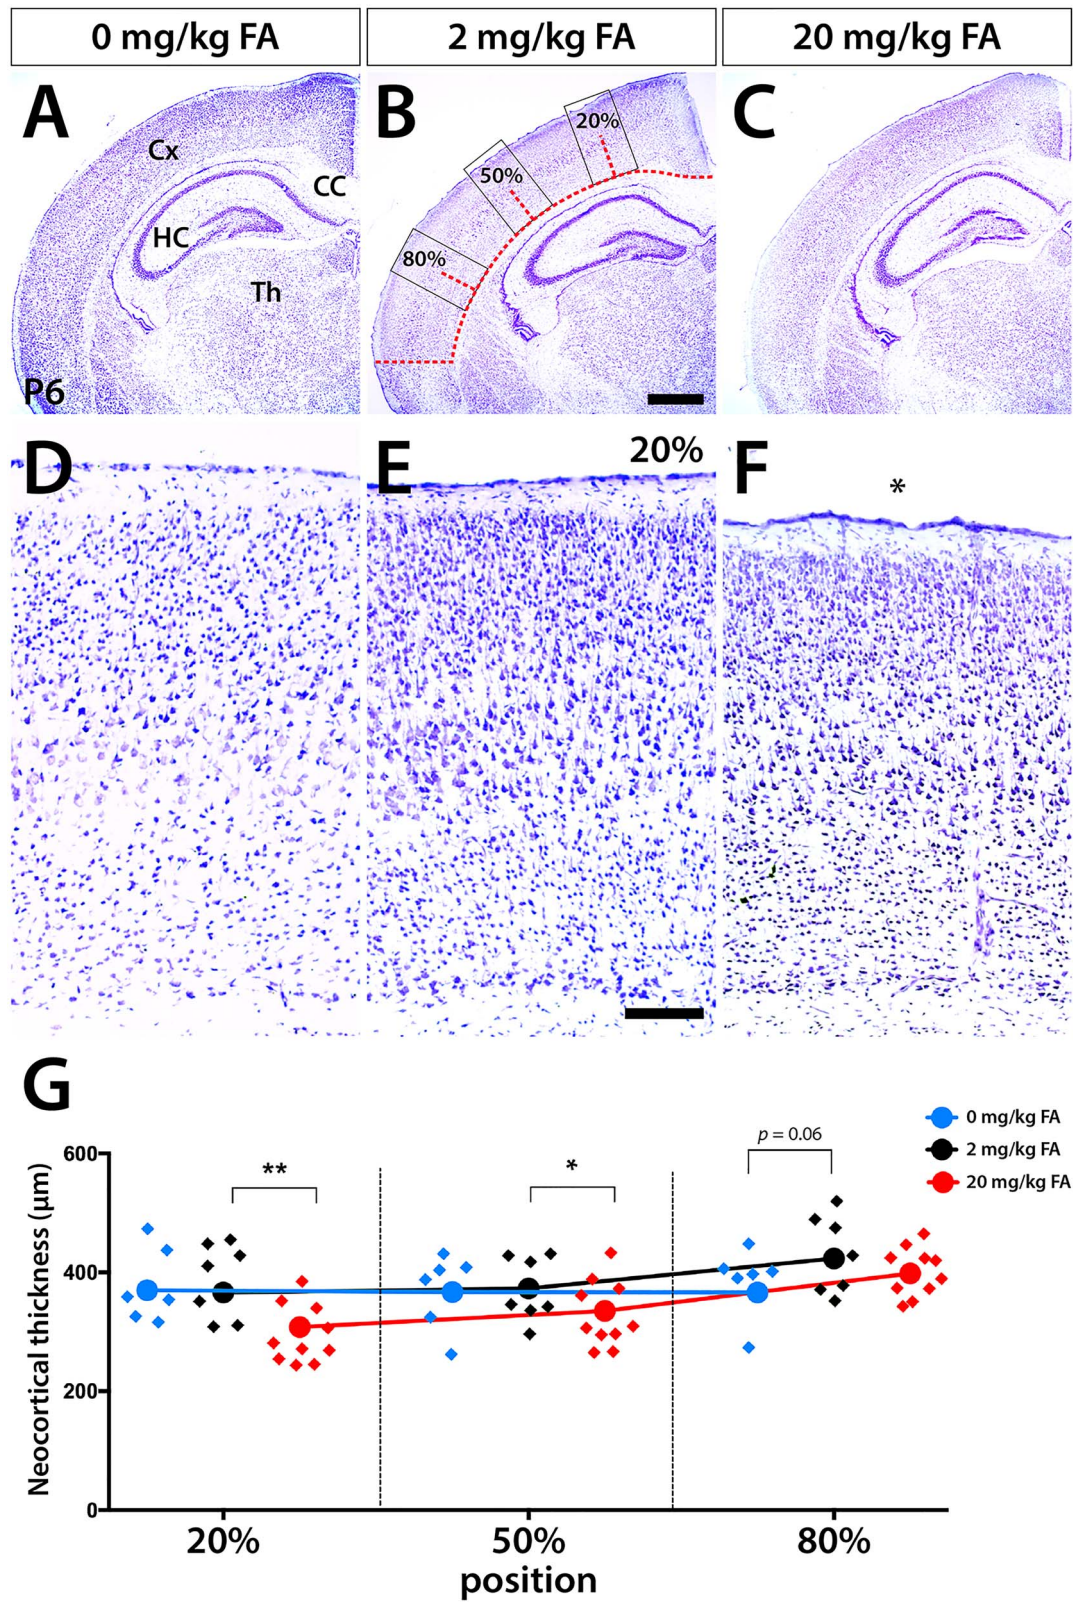 0 mg/kg FA
2 mg/kg FA
20 mg/kg FA
A
Cx
CC
HC
Th
P6
B
20%
50%
80%
C
D
E
20%
F
*
G
0 mg/kg FA
2 mg/kg FA
20 mg/kg FA
Neocortical thickness (μm)
600
400
200
0
**
*
p = 0.06
20%
50%
80%
position